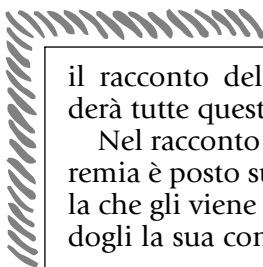 il racconto del
derà tutte quest
Nel racconto
remia è posto su
la che gli viene
dogli la sua con